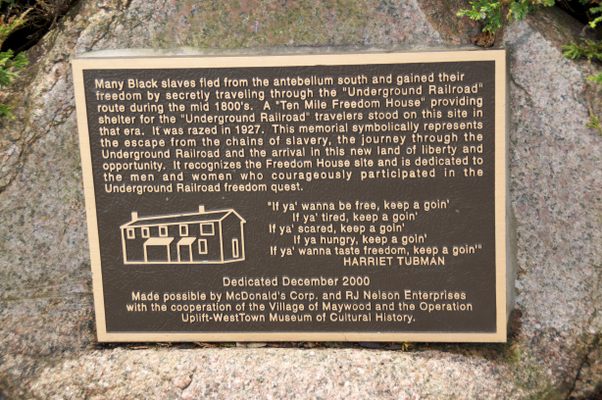 Many Black slaves fled from the antebellum south and gained their
freedom by secretly traveling through the "Underground Railroad"
route during the mid 1800's. A "Ten Mile Freedom House" providing
shelter for the "Underground Railroad" travelers stood on this site in
that era. It was razed in 1927. This memorial symbolically represents
the escape from the chains of slavery, the journey through the
Underground Railroad and the arrival in this new land of liberty and
opportunity. It recognizes the Freedom House site and is dedicated to
the men and women who courageously participated in the
Underground Railroad freedom quest.
"If ya' wanna be free, keep a goin'
If ya' tired, keep a goin'
If ya' scared, keep a goin'
If ya hungry, keep a goin'
If ya' wanna taste freedom, keep a goin'"
HARRIET TUBMAN
Dedicated December 2000
Made possible by McDonald's Corp. and RJ Nelson Enterprises
with the cooperation of the Village of Maywood and the Operation
Uplift-WestTown Museum of Cultural History.